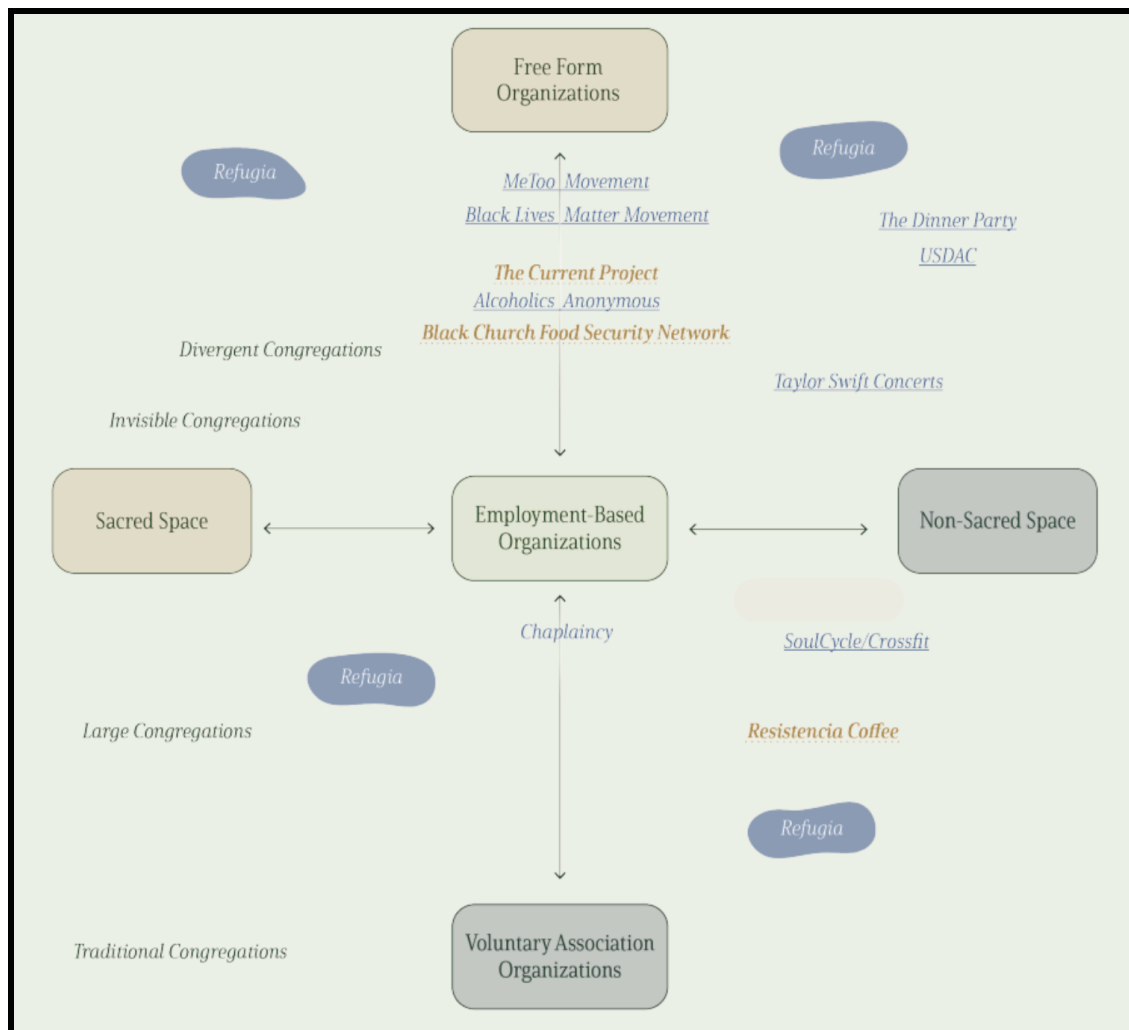 Free Form
Organizations
Refugia
Refugia
MeToo Movement
Black Lives Matter Movement
The Dinner Party
USDAC
The Current Project
Alcoholics Anonymous
Black Church Food Security Network
Divergent Congregations
Taylor Swift Concerts
Invisible Congregations
Sacred Space
Employment-Based
Organizations
Non-Sacred Space
Chaplaincy
SoulCycle/Crossfit
Refugia
Large Congregations
Resistencia Coffee
Refugia
Traditional Congregations
Voluntary Association
Organizations